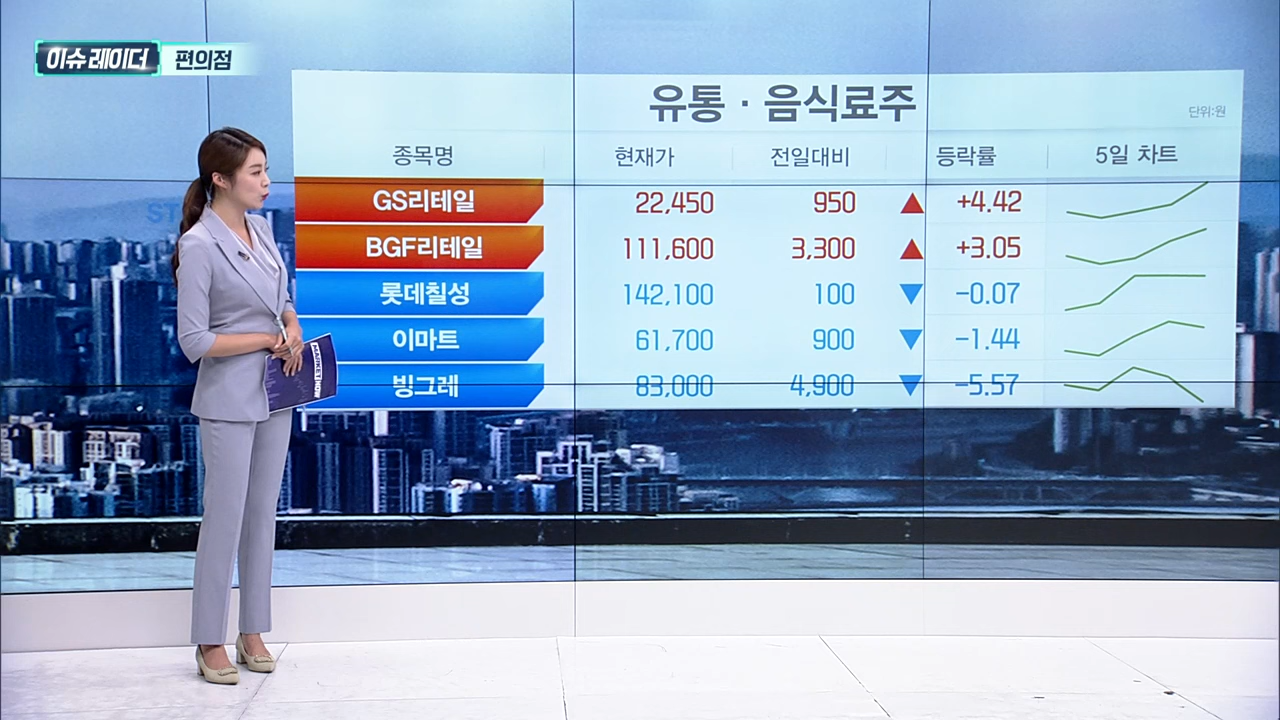 이슈 레이더 편의점
유통 · 음식료주
단위:원
종목명 현재가 전일대비 등락률 5일 차트
GS리테일 22,450 950 ▲ +4.42
BGF리테일 111,600 3,300 ▲ +3.05
롯데칠성 142,100 100 ▼ -0.07
이마트 61,700 900 ▼ -1.44
빙그레 83,000 4,900 ▼ -5.57
ST
MARKET NOW